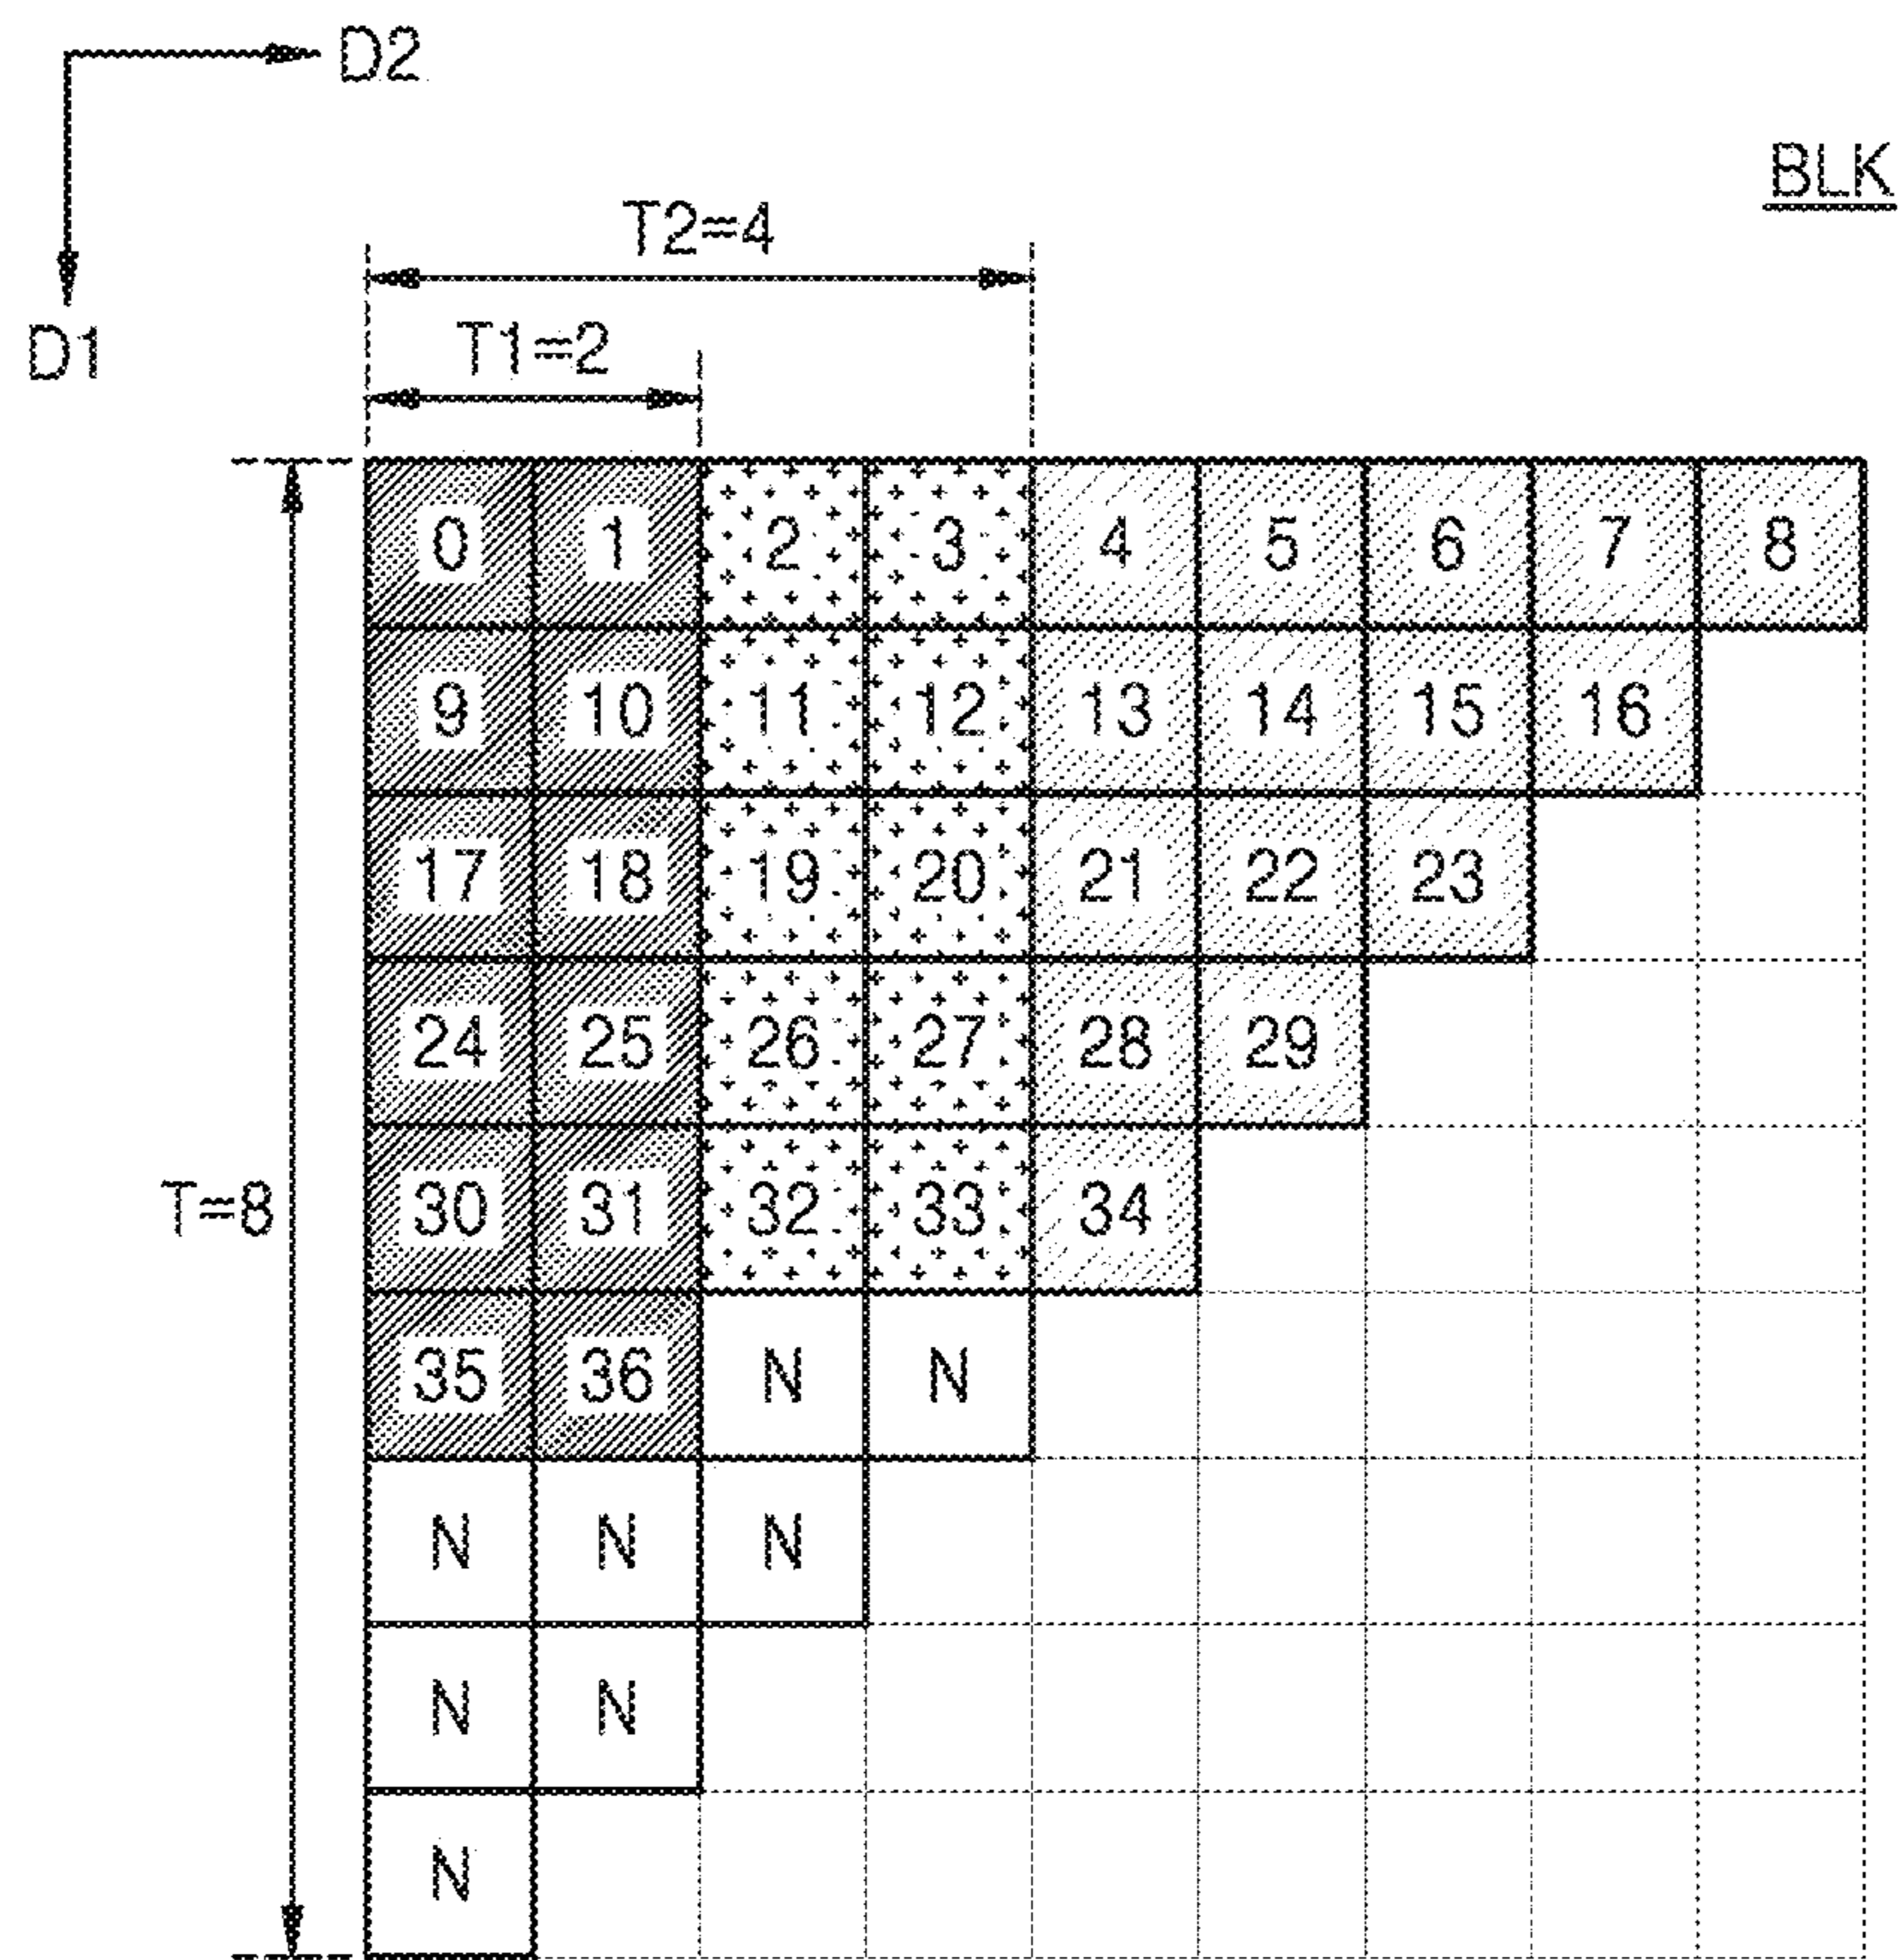 D2
D1
BLK
T2=4
T1=2
T=8
0 1 2 3 4 5 6 7 8
9 10 11 12 13 14 15 16
17 18 19 20 21 22 23
24 25 26 27 28 29
30 31 32 33 34
35 36 N N
N N N
N N
N